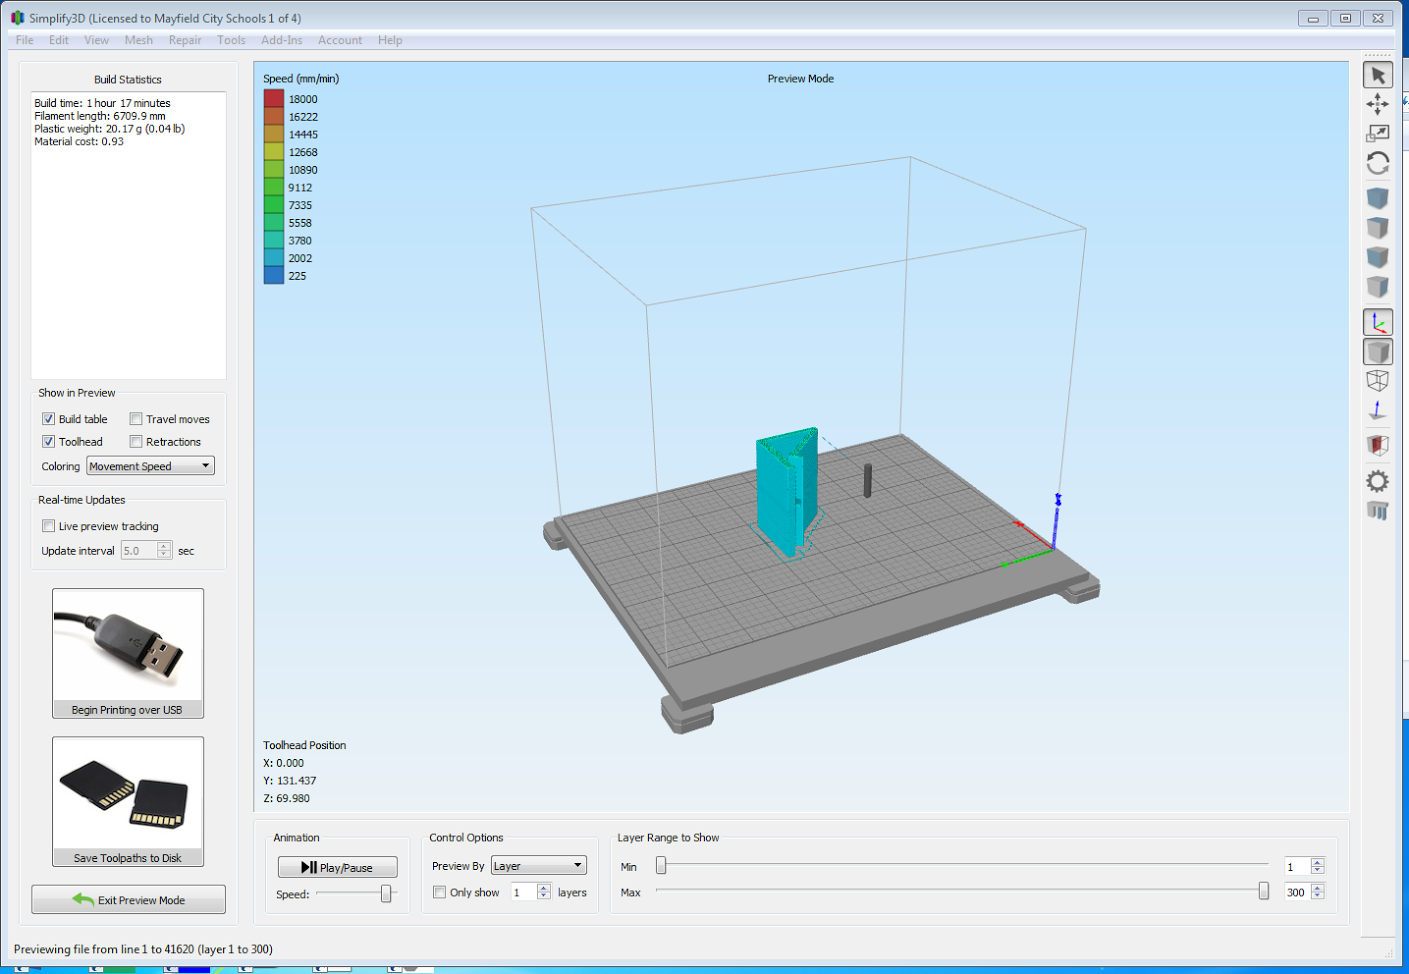 Simplify3D (Licensed to Mayfield City Schools 1 of 4)
File Edit View Mesh Repair Tools Add-Ins Account Help
Build Statistics
Build time: 1 hour 17 minutes
Filament length: 6709.9 mm
Plastic weight: 20.17 g (0.04 lb)
Material cost: 0.93
Show in Preview
Build table Travel moves
Toolhead Retractions
Coloring Movement Speed
Real-time Updates
Live preview tracking
Update interval 5.0 sec
Begin Printing over USB
Save Toolpaths to Disk
Exit Preview Mode
Speed (mm/min)
18000
16222
14445
12668
10890
9112
7335
5558
3780
2002
225
Preview Mode
Toolhead Position
X: 0.000
Y: 131.437
Z: 69.980
Animation
Play/Pause
Speed:
Control Options
Preview By Layer
Only show 1 layers
Layer Range to Show
Min 1
Max 300
Previewing file from line 1 to 41620 (layer 1 to 300)